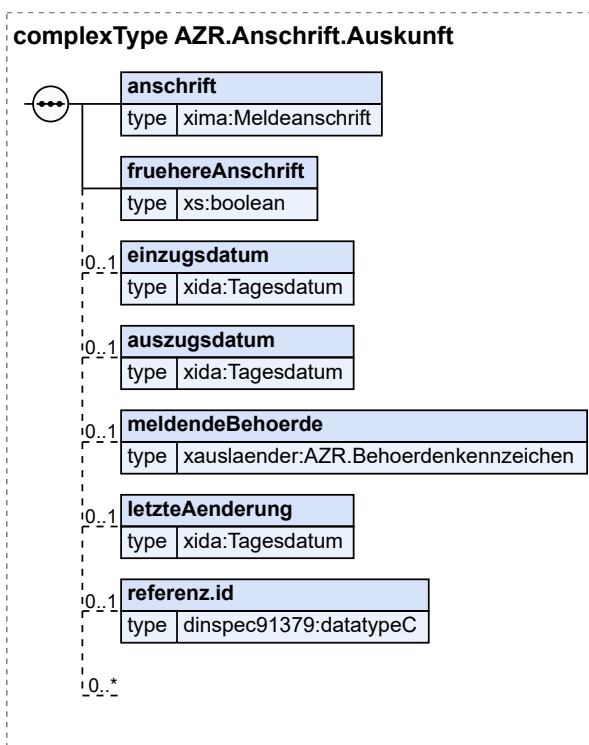 complexType AZR.Anschrift.Auskunft
anschrift
type xima:Meldeanschrift
fruehereAnschrift
type xs:boolean
0..1 einzugsdatum
type xida:Tagesdatum
0..1 auszugsdatum
type xida:Tagesdatum
0..1 meldendeBehoerde
type xauslaender:AZR.Behoerdenkennzeichen
0..1 letzteAenderung
type xida:Tagesdatum
0..1 referenz.id
type dinspec91379:datatypeC
0..*